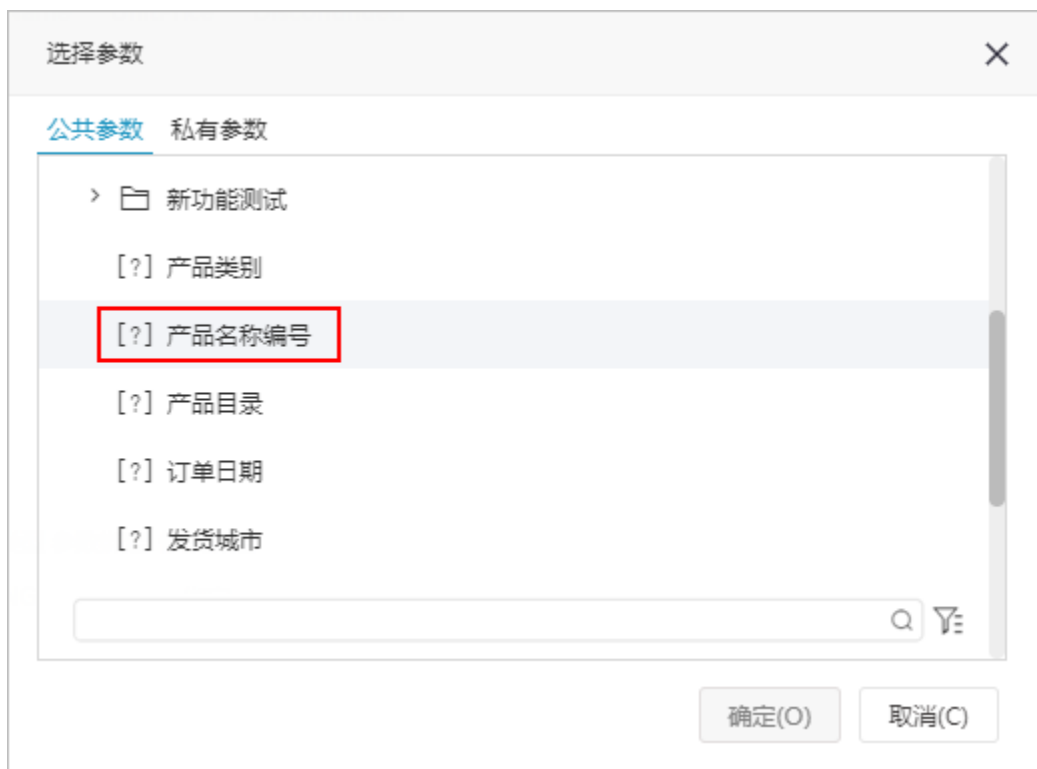 选择参数
公共参数 私有参数
新功能测试
[?] 产品类别
[?] 产品名称编号
[?] 产品目录
[?] 订单日期
[?] 发货城市
确定(O) 取消(C)